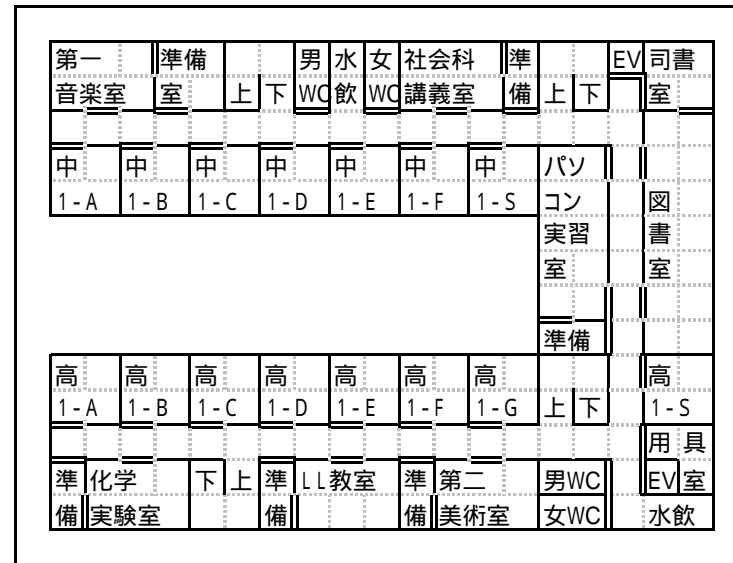 第一 準備 男 水 女 社会科 準 EV 司書
音楽室 室 上 下 WC 飲 WC 講義室 備 上 下 室
中 中 中 中 中 中 中 パソ
1-A 1-B 1-C 1-D 1-E 1-F 1-S コン 図
実習 書
室 室
準備
高 高 高 高 高 高 高 高
1-A 1-B 1-C 1-D 1-E 1-F 1-G 上 下 1-S
用具
準 化学 下 上 準 LL教室 準 第二 男WC EV 室
備 実験室 備 備 美術室 女WC 水飲